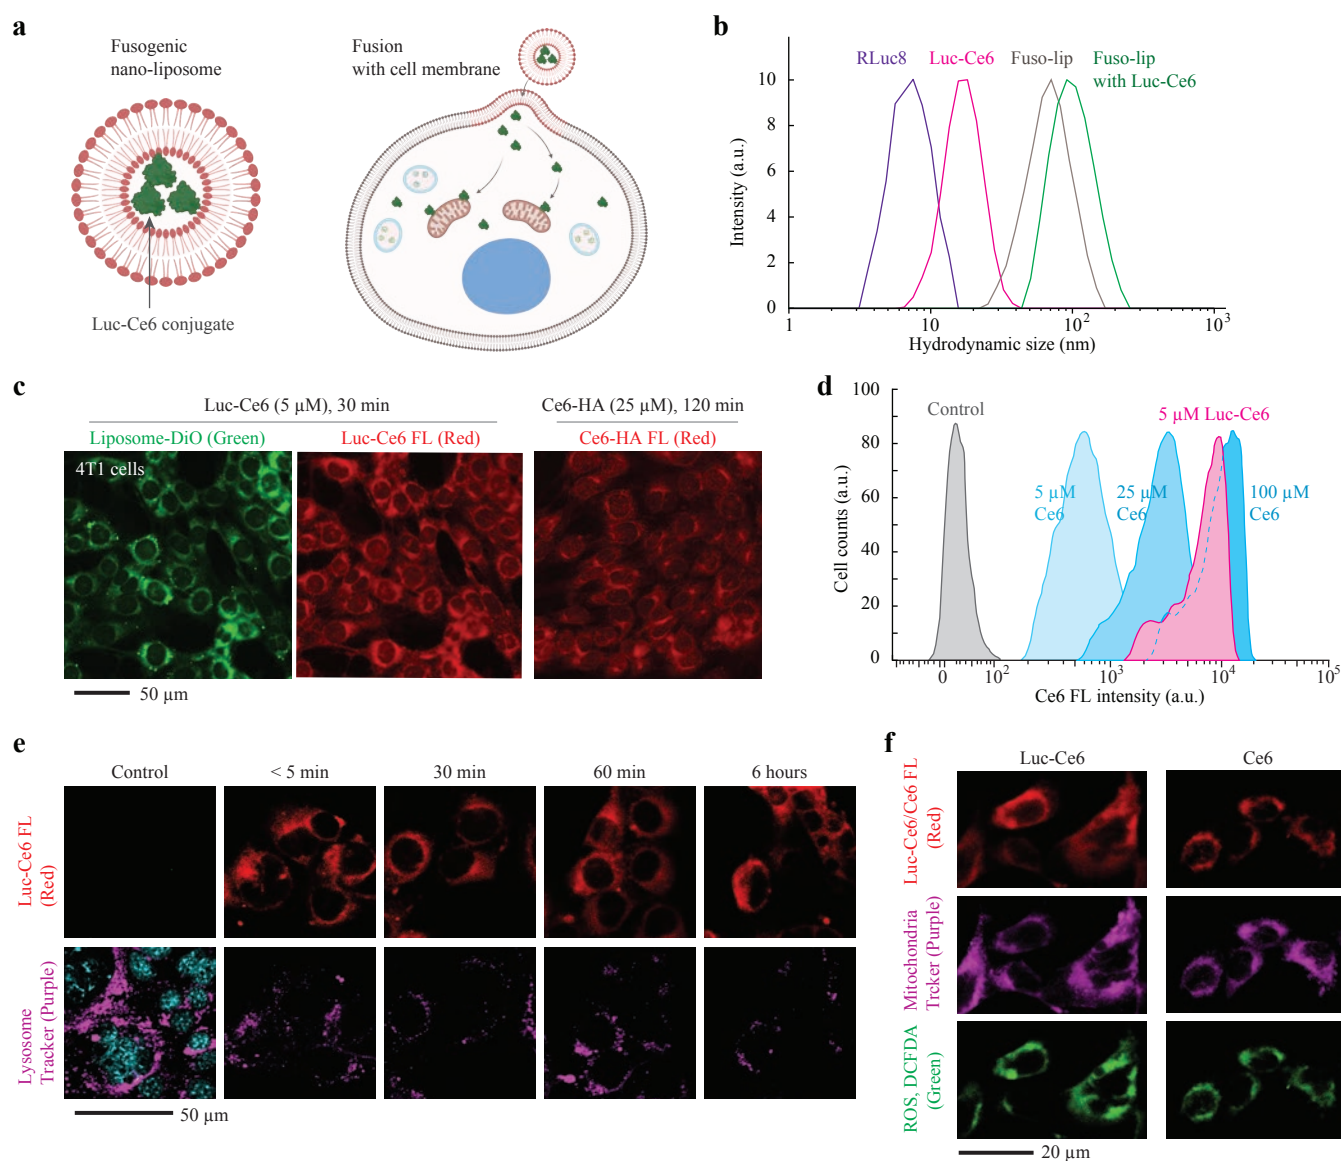 a
Fusogenic
nano-liposome
Luc-Ce6 conjugate
Fusion
with cell membrane
b
RLuc8
Luc-Ce6
Fuso-lip
Fuso-lip
with Luc-Ce6
Intensity (a.u.)
10
8
6
4
2
0
1
10
10²
10³
Hydrodynamic size (nm)
c
Luc-Ce6 (5 µM), 30 min
Ce6-HA (25 µM), 120 min
Liposome-DiO (Green)
Luc-Ce6 FL (Red)
Ce6-HA FL (Red)
4T1 cells
50 µm
d
Control
5 µM Luc-Ce6
5 µM
Ce6
25 µM
Ce6
100 µM
Ce6
Cell counts (a.u.)
100
80
60
40
20
0
0
10²
10³
10⁴
10⁵
Ce6 FL intensity (a.u.)
e
Control
< 5 min
30 min
60 min
6 hours
Luc-Ce6 FL
(Red)
Lysosome
Tracker (Purple)
50 µm
f
Luc-Ce6
Ce6
Luc-Ce6/Ce6 FL
(Red)
Mitochondria
Trcker (Purple)
ROS, DCFDA
(Green)
20 µm